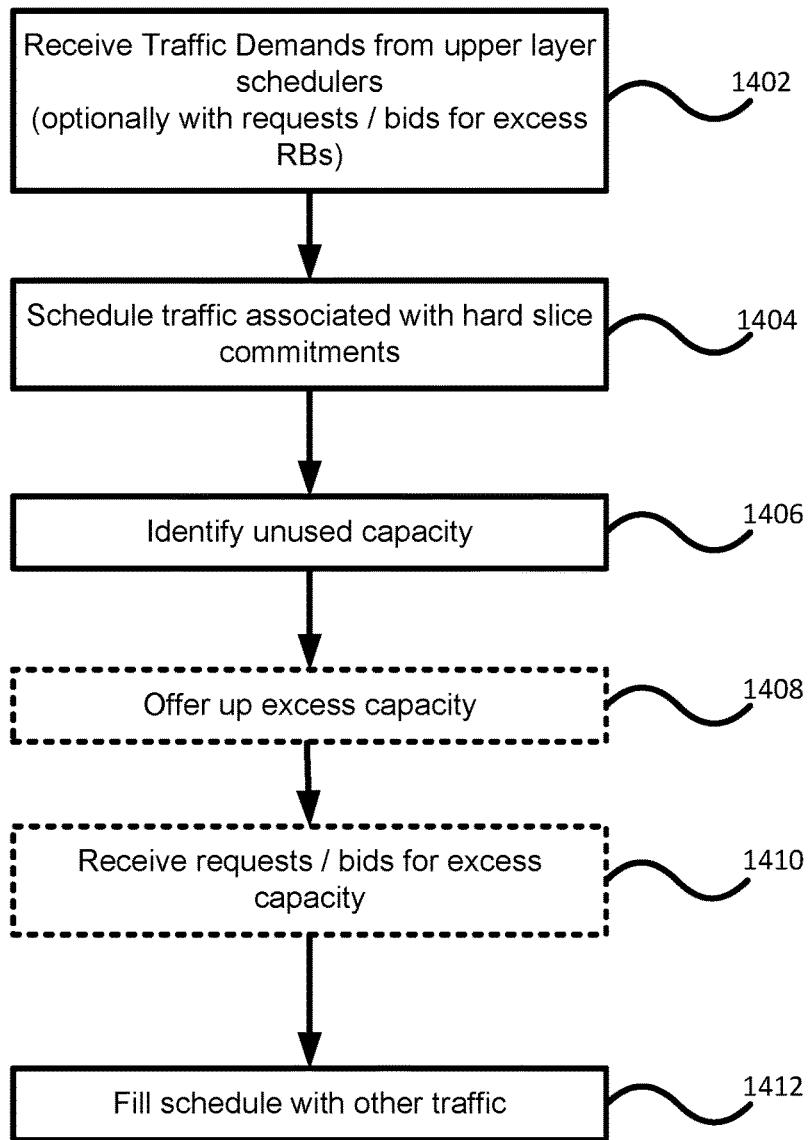 Receive Traffic Demands from upper layer
schedulers
(optionally with requests / bids for excess
RBs)
1402
Schedule traffic associated with hard slice
commitments
1404
Identify unused capacity
1406
Offer up excess capacity
1408
Receive requests / bids for excess
capacity
1410
Fill schedule with other traffic
1412